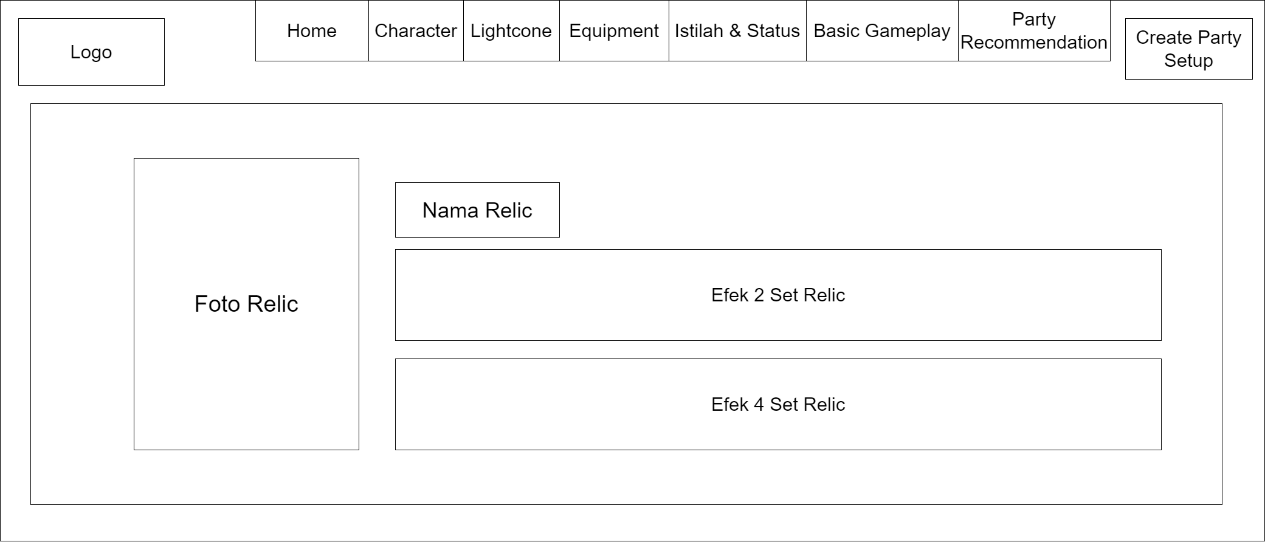 Logo
Home
Character
Lightcone
Equipment
Istilah & Status
Basic Gameplay
Party
Recommendation
Create Party
Setup
Foto Relic
Nama Relic
Efek 2 Set Relic
Efek 4 Set Relic